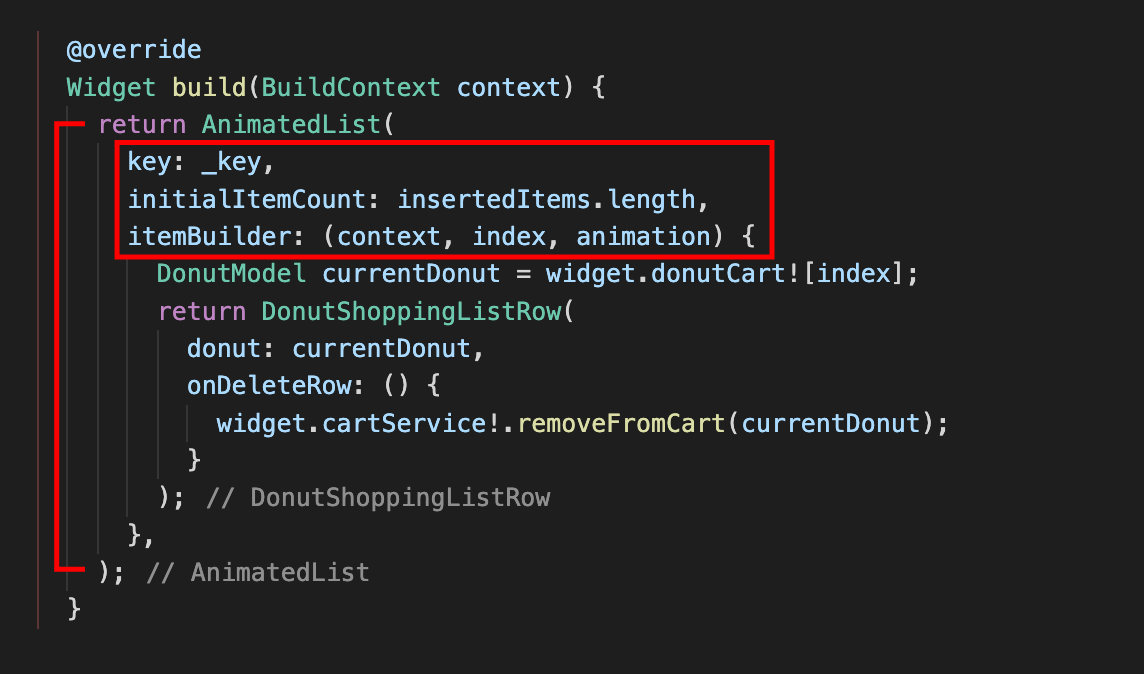 @override
Widget build(BuildContext context) {
return AnimatedList(
key: _key,
initialItemCount: insertedItems.length,
itemBuilder: (context, index, animation) {
DonutModel currentDonut = widget.donutCart![index];
return DonutShoppingListRow(
donut: currentDonut,
onDeleteRow: () {
widget.cartService!.removeFromCart(currentDonut);
}
); // DonutShoppingListRow
},
); // AnimatedList
}